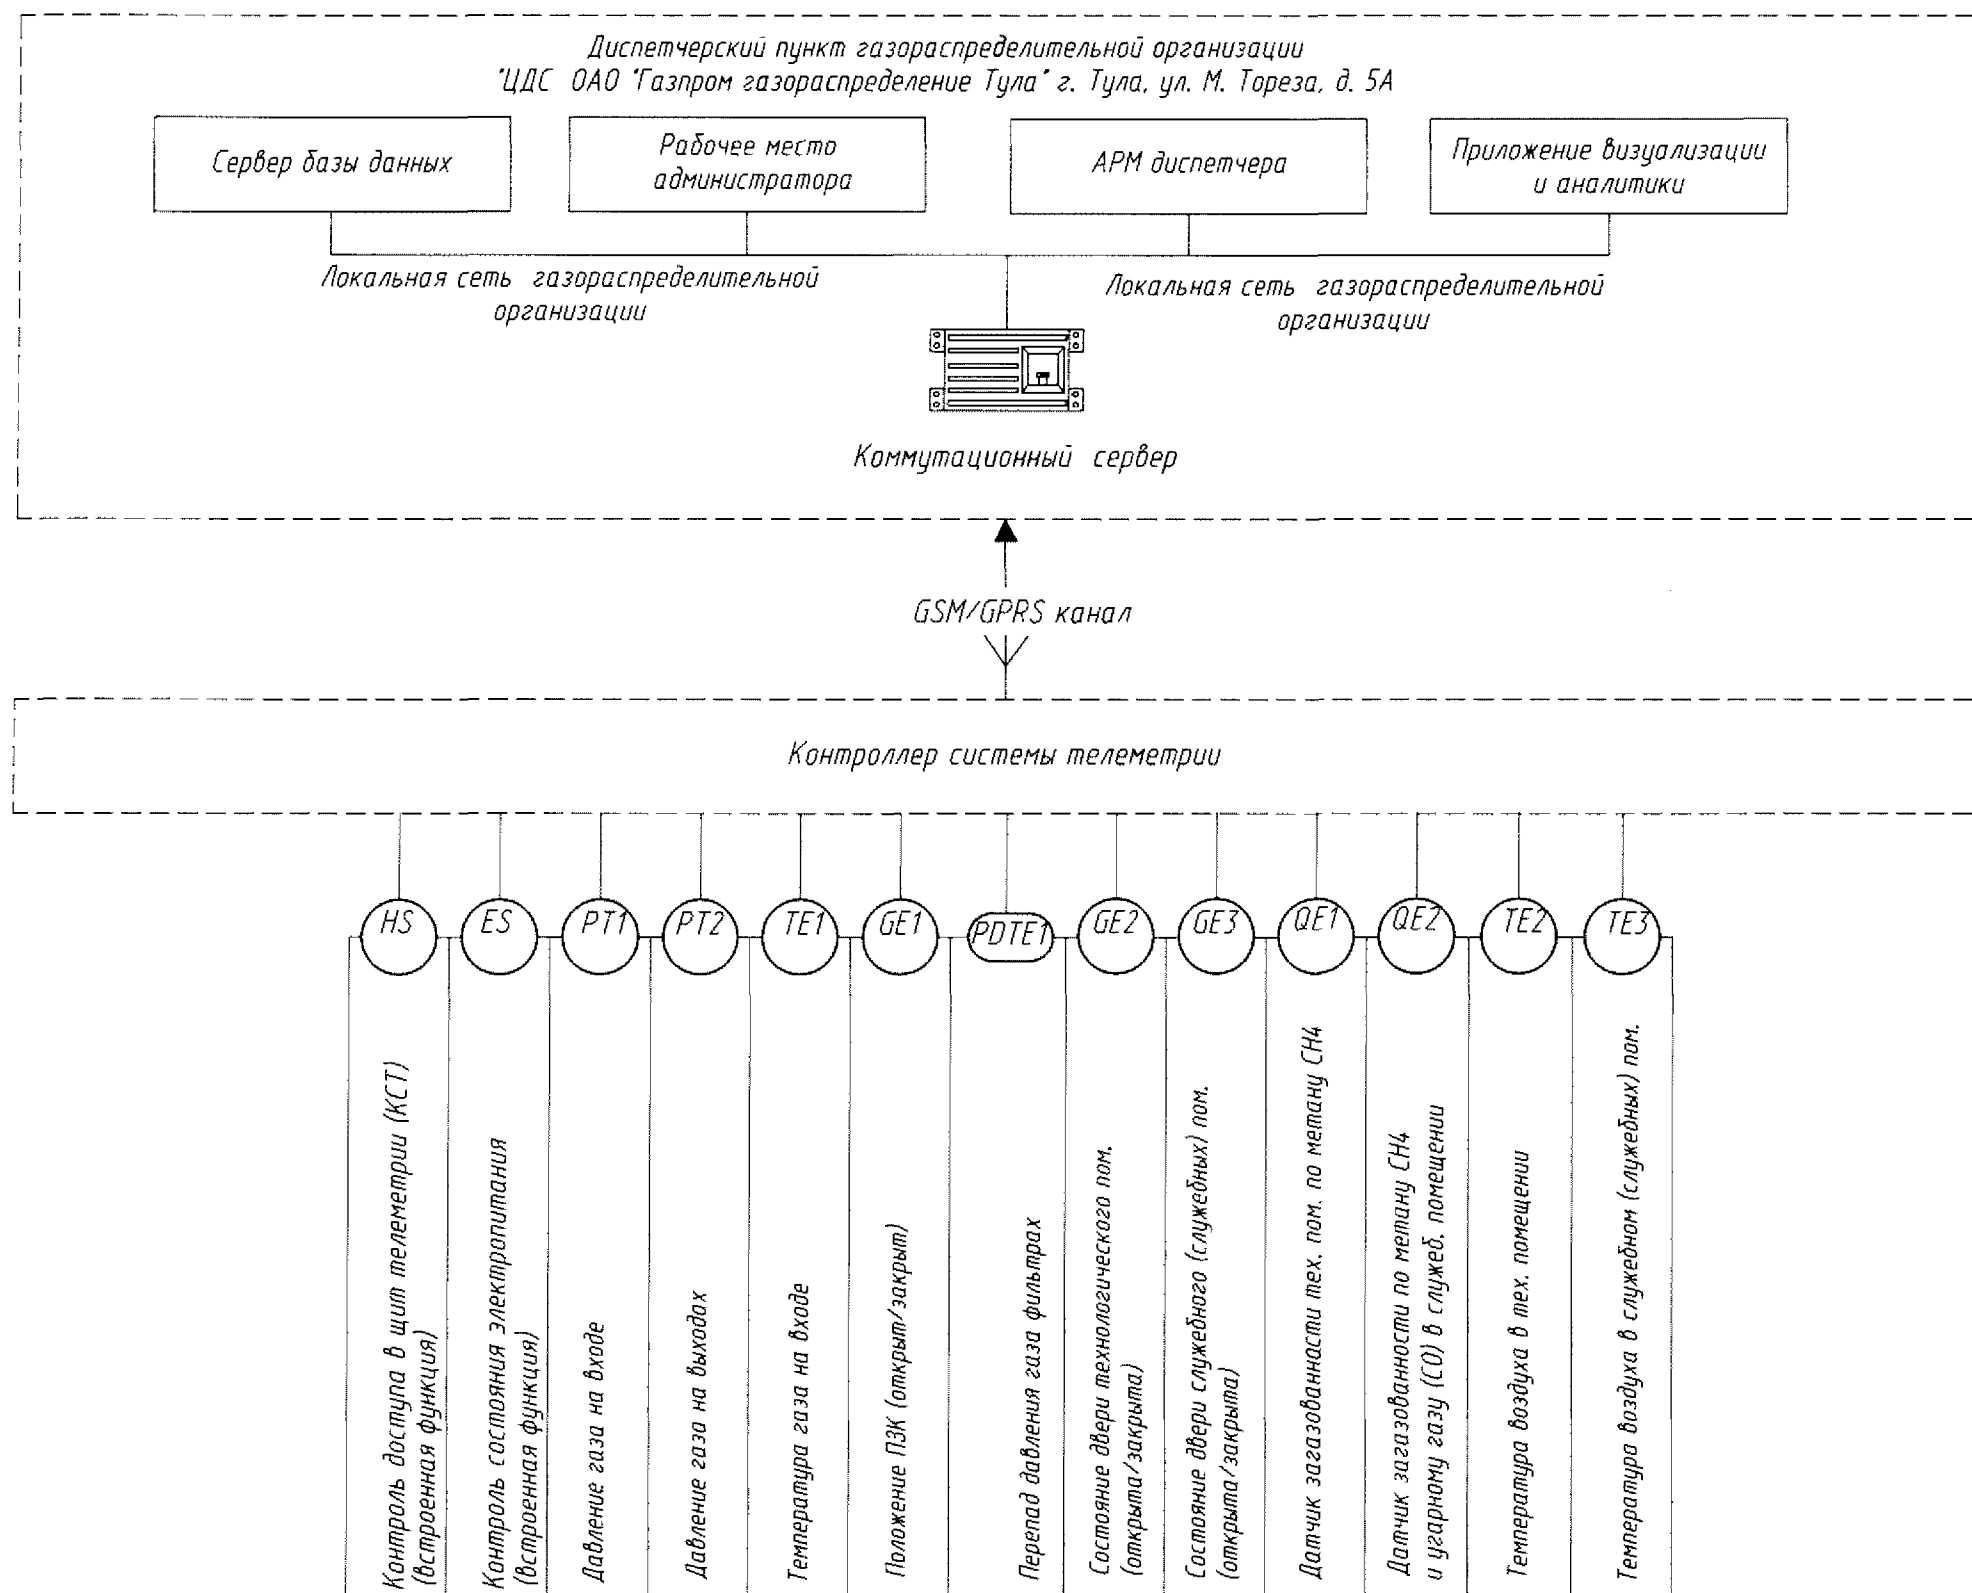 Диспетчерский пункт газораспределительной организации
"ЦДС ОАО "Газпром газораспределение Тула" г. Тула, ул. М. Тореза, д. 5А
Сервер базы данных
Рабочее место
администратора
АРМ диспетчера
Приложение визуализации
и аналитики
Локальная сеть газораспределительной
организации
Локальная сеть газораспределительной
организации
Коммутационный сервер
GSM/GPRS канал
Контроллер системы телеметрии
HS
ES
PT1
PT2
TE1
GE1
PDTE1
GE2
GE3
QE1
QE2
TE2
TE3
Контроль доступа в щит телеметрии (КСТ)
(встроенная функция)
Контроль состояния электропитания
(встроенная функция)
Давление газа на входе
Давление газа на выходах
Температура газа на входе
Положение ПЗК (открыт/закрыт)
Перепад давления газа фильтрах
Состояние двери технологического пом.
(открыта/закрыта)
Состояние двери служебного (служебных) пом.
(открыта/закрыта)
Датчик загазованнасти тех. пом. по метану СН4
Датчик загазованности по метану СН4
и угарному газу (СО) в служеб. помещении
Температура воздуха в тех. помещении
Температура воздуха в служебном (служебных) пом.